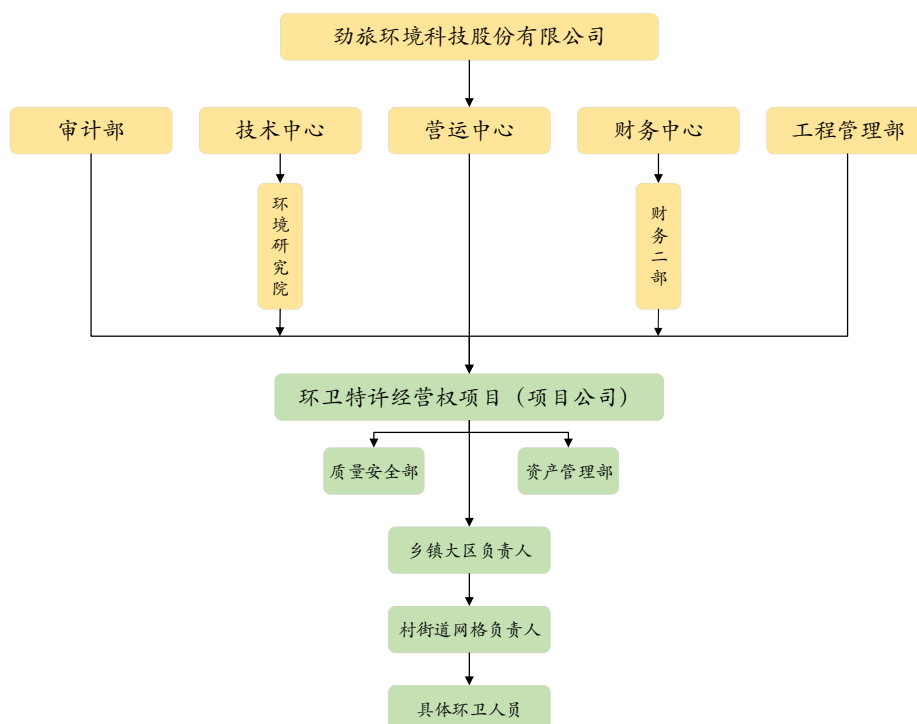 劲旅环境科技股份有限公司
审计部
技术中心
营运中心
财务中心
工程管理部
环境研究院
财务二部
环卫特许经营权项目（项目公司）
质量安全部
资产管理部
乡镇大区负责人
村街道网格负责人
具体环卫人员